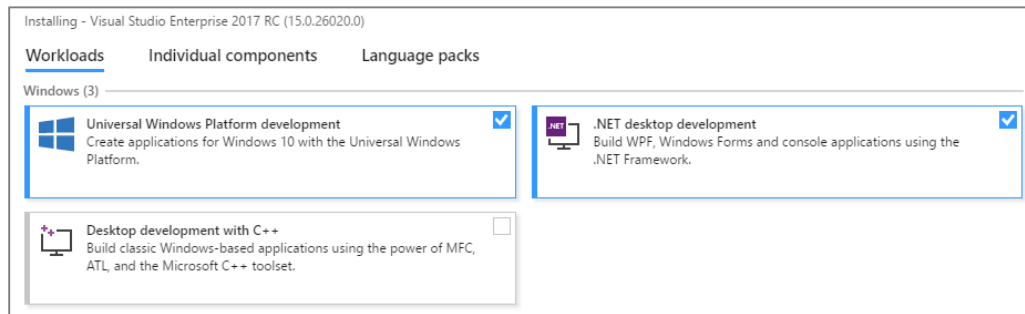 Installing - Visual Studio Enterprise 2017 RC (15.0.26020.0)
Workloads Individual components Language packs
Windows (3)
Universal Windows Platform development
Create applications for Windows 10 with the Universal Windows
Platform.
.NET
.NET desktop development
Build WPF, Windows Forms and console applications using the
.NET Framework.
Desktop development with C++
Build classic Windows-based applications using the power of MFC,
ATL, and the Microsoft C++ toolset.